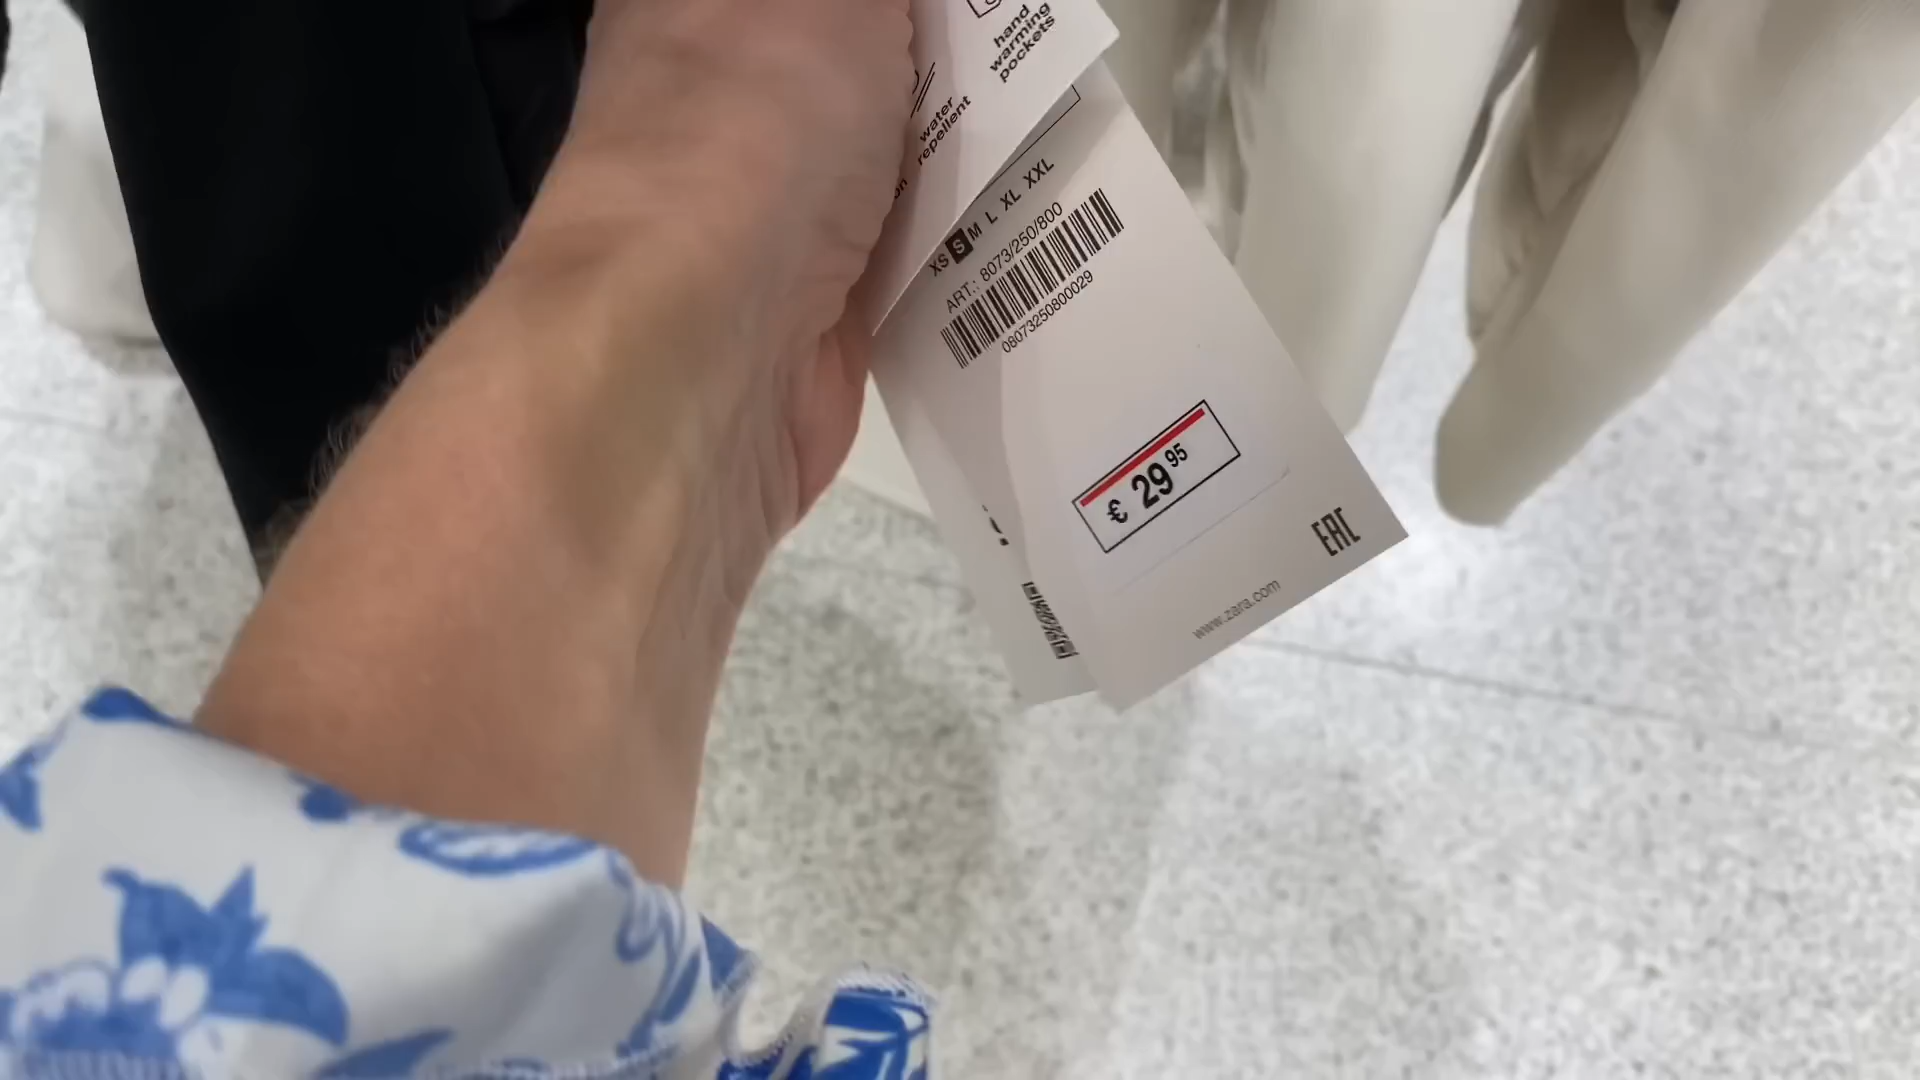 hand
warming
pockets
water
repellent
on
XS S M L XL XXL
ART.: 8073/250/800
08073250800029
€ 29 95
EAC
www.zara.com